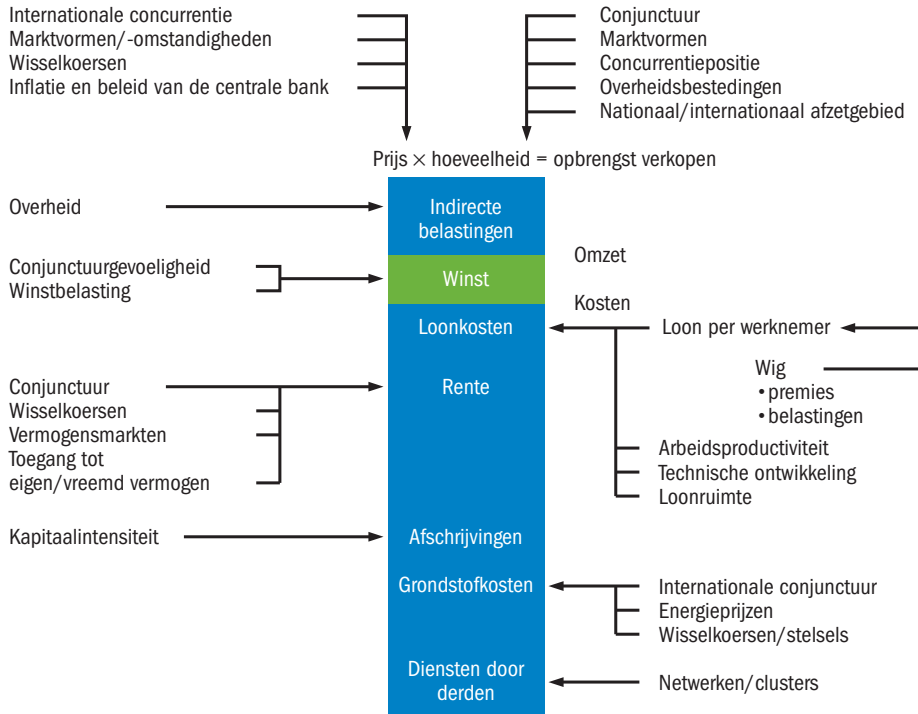 Internationale concurrentie
Marktvormen/-omstandigheden
Wisselkoersen
Inflatie en beleid van de centrale bank
Conjunctuur
Marktvormen
Concurrentiepositie
Overheidsbestedingen
Nationaal/internationaal afzetgebied
Prijs × hoeveelheid = opbrengst verkopen
Overheid
Indirecte
belastingen
Conjunctuurgevoeligheid
Winstbelasting
Winst
Omzet
Kosten
Loonkosten
Loon per werknemer
Wig
• premies
• belastingen
Arbeidsproductiviteit
Technische ontwikkeling
Loonruimte
Conjunctuur
Wisselkoersen
Vermogensmarkten
Toegang tot
eigen/vreemd vermogen
Rente
Kapitaalintensiteit
Afschrijvingen
Grondstofkosten
Internationale conjunctuur
Energieprijzen
Wisselkoersen/stelsels
Diensten door
derden
Netwerken/clusters